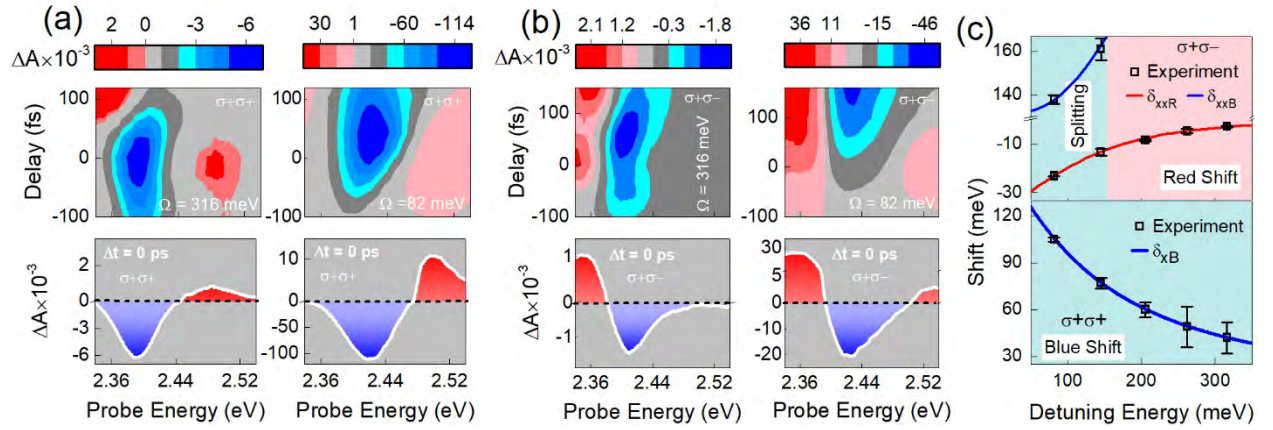 (a)
2 0 -3 -6
30 1 -60 -114
ΔA×10⁻³
120
0
-100
Delay (fs)
σ+σ+
Ω = 316 meV
σ+σ+
Ω =82 meV
Δt = 0 ps
σ+σ+
2
0
-3
-6
ΔA×10⁻³
Δt = 0 ps
σ+σ+
10
0
-50
-100
2.36 2.44 2.52
Probe Energy (eV)
2.36 2.44 2.52
Probe Energy (eV)
(b)
2.1 1.2 -0.3 -1.8
36 11 -15 -46
ΔA×10⁻³
100
0
-100
Delay (fs)
σ+σ−
Ω = 316 meV
σ+σ−
Ω =82 meV
Δt = 0 ps
σ+σ−
1
0
-1
ΔA×10⁻³
Δt = 0 ps
σ+σ−
30
0
-10
-20
2.36 2.44 2.52
Probe Energy (eV)
2.36 2.44 2.52
Probe Energy (eV)
(c)
160
140
-10
-30
120
90
60
30
Shift (meV)
Splitting
σ+σ−
Experiment
δxxR δxxB
Red Shift
Experiment
δxB
σ+σ+
Blue Shift
100 200 300
Detuning Energy (meV)